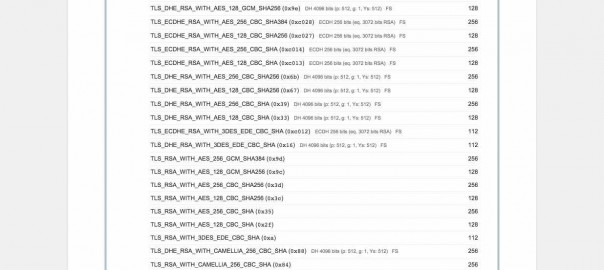 TLS_DHE_RSA_WITH_AES_128_GCM_SHA256 (0x9e) DH 4096 bits (p: 512, g: 1, Ys: 512) FS 128
TLS_ECDHE_RSA_WITH_AES_256_CBC_SHA384 (0xc028) ECDH 256 bits (eq. 3072 bits RSA) FS 256
TLS_ECDHE_RSA_WITH_AES_128_CBC_SHA256 (0xc027) ECDH 256 bits (eq. 3072 bits RSA) FS 128
TLS_ECDHE_RSA_WITH_AES_256_CBC_SHA (0xc014) ECDH 256 bits (eq. 3072 bits RSA) FS 256
TLS_ECDHE_RSA_WITH_AES_128_CBC_SHA (0xc013) ECDH 256 bits (eq. 3072 bits RSA) FS 128
TLS_DHE_RSA_WITH_AES_256_CBC_SHA256 (0x6b) DH 4096 bits (p: 512, g: 1, Ys: 512) FS 256
TLS_DHE_RSA_WITH_AES_128_CBC_SHA256 (0x67) DH 4096 bits (p: 512, g: 1, Ys: 512) FS 128
TLS_DHE_RSA_WITH_AES_256_CBC_SHA (0x39) DH 4096 bits (p: 512, g: 1, Ys: 512) FS 256
TLS_DHE_RSA_WITH_AES_128_CBC_SHA (0x33) DH 4096 bits (p: 512, g: 1, Ys: 512) FS 128
TLS_ECDHE_RSA_WITH_3DES_EDE_CBC_SHA (0xc012) ECDH 256 bits (eq. 3072 bits RSA) FS 112
TLS_DHE_RSA_WITH_3DES_EDE_CBC_SHA (0x16) DH 4096 bits (p: 512, g: 1, Ys: 512) FS 112
TLS_RSA_WITH_AES_256_GCM_SHA384 (0x9d) 256
TLS_RSA_WITH_AES_128_GCM_SHA256 (0x9c) 128
TLS_RSA_WITH_AES_256_CBC_SHA256 (0x3d) 256
TLS_RSA_WITH_AES_128_CBC_SHA256 (0x3c) 128
TLS_RSA_WITH_AES_256_CBC_SHA (0x35) 256
TLS_RSA_WITH_AES_128_CBC_SHA (0x2f) 128
TLS_RSA_WITH_3DES_EDE_CBC_SHA (0xa) 112
TLS_DHE_RSA_WITH_CAMELLIA_256_CBC_SHA (0x88) DH 4096 bits (p: 512, g: 1, Ys: 512) FS 256
TLS_RSA_WITH_CAMELLIA_256_CBC_SHA (0x84) 256